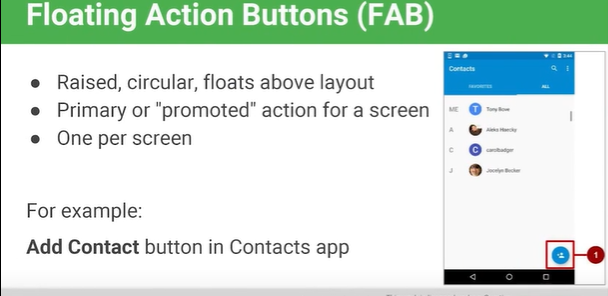 Floating Action Buttons (FAB)
● Raised, circular, floats above layout
● Primary or "promoted" action for a screen
● One per screen
For example:
Add Contact button in Contacts app
Contacts
FAVORITES ALL
ME T Tony Bove
A Aleks Haecky
C C carolbadger
J Jocelyn Becker
1